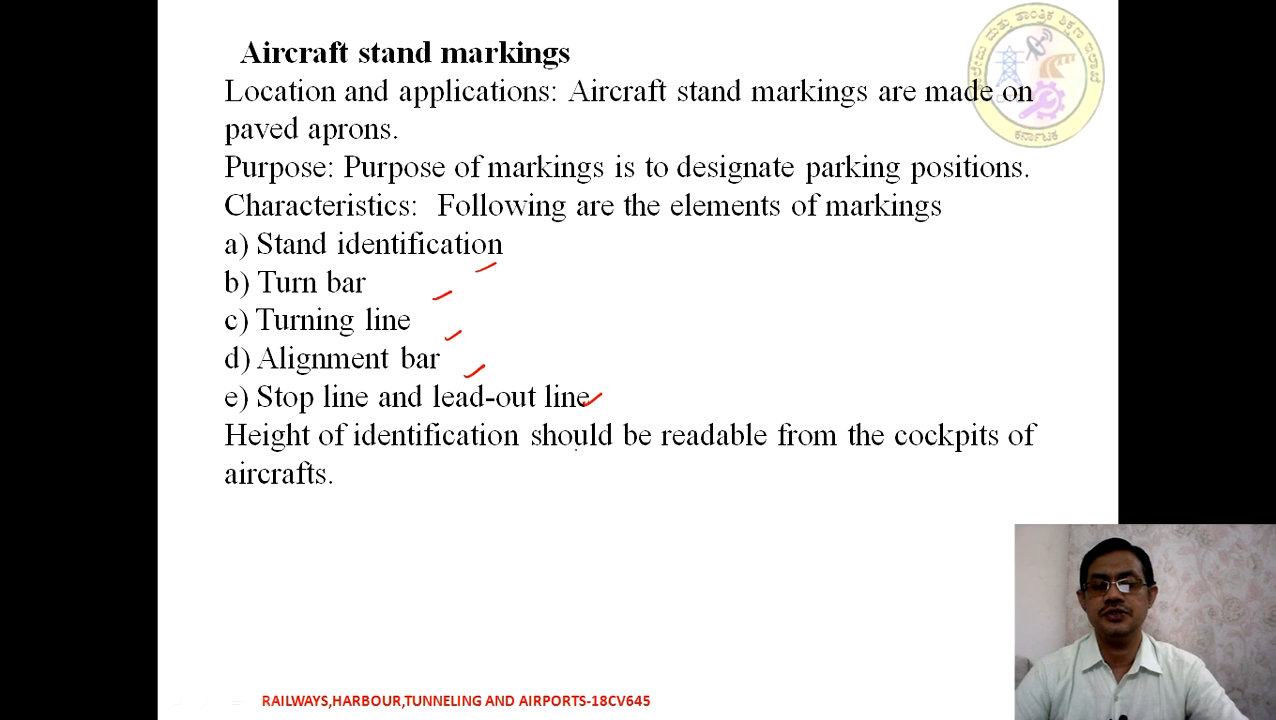 Aircraft stand markings
Location and applications: Aircraft stand markings are made on
paved aprons.
Purpose: Purpose of markings is to designate parking positions.
Characteristics: Following are the elements of markings
a) Stand identification
b) Turn bar
c) Turning line
d) Alignment bar
e) Stop line and lead-out line
Height of identification should be readable from the cockpits of
aircrafts.
ಕರ್ನಾಟಕ
RAILWAYS,HARBOUR,TUNNELING AND AIRPORTS-18CV645